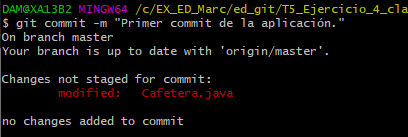 DAM@XA13B2 MINGW64 /c/EX_ED_Marc/ed_git/T5_Ejercicio_4_cla
$ git commit -m "Primer commit de la aplicación."
On branch master
Your branch is up to date with 'origin/master'.
Changes not staged for commit:
modified:   Cafetera.java
no changes added to commit